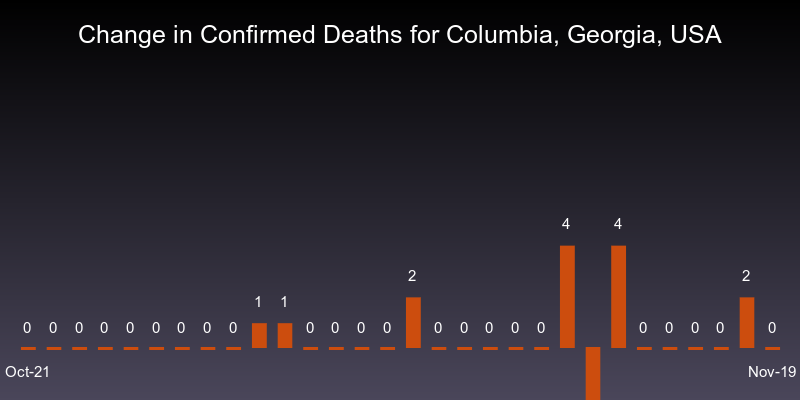 Change in Confirmed Deaths for Columbia, Georgia, USA
4 4
2 2
1 1
0 0 0 0 0 0 0 0 0 0 0 0 0 0 0 0 0 0 0 0 0 0 0
Oct-21 Nov-19